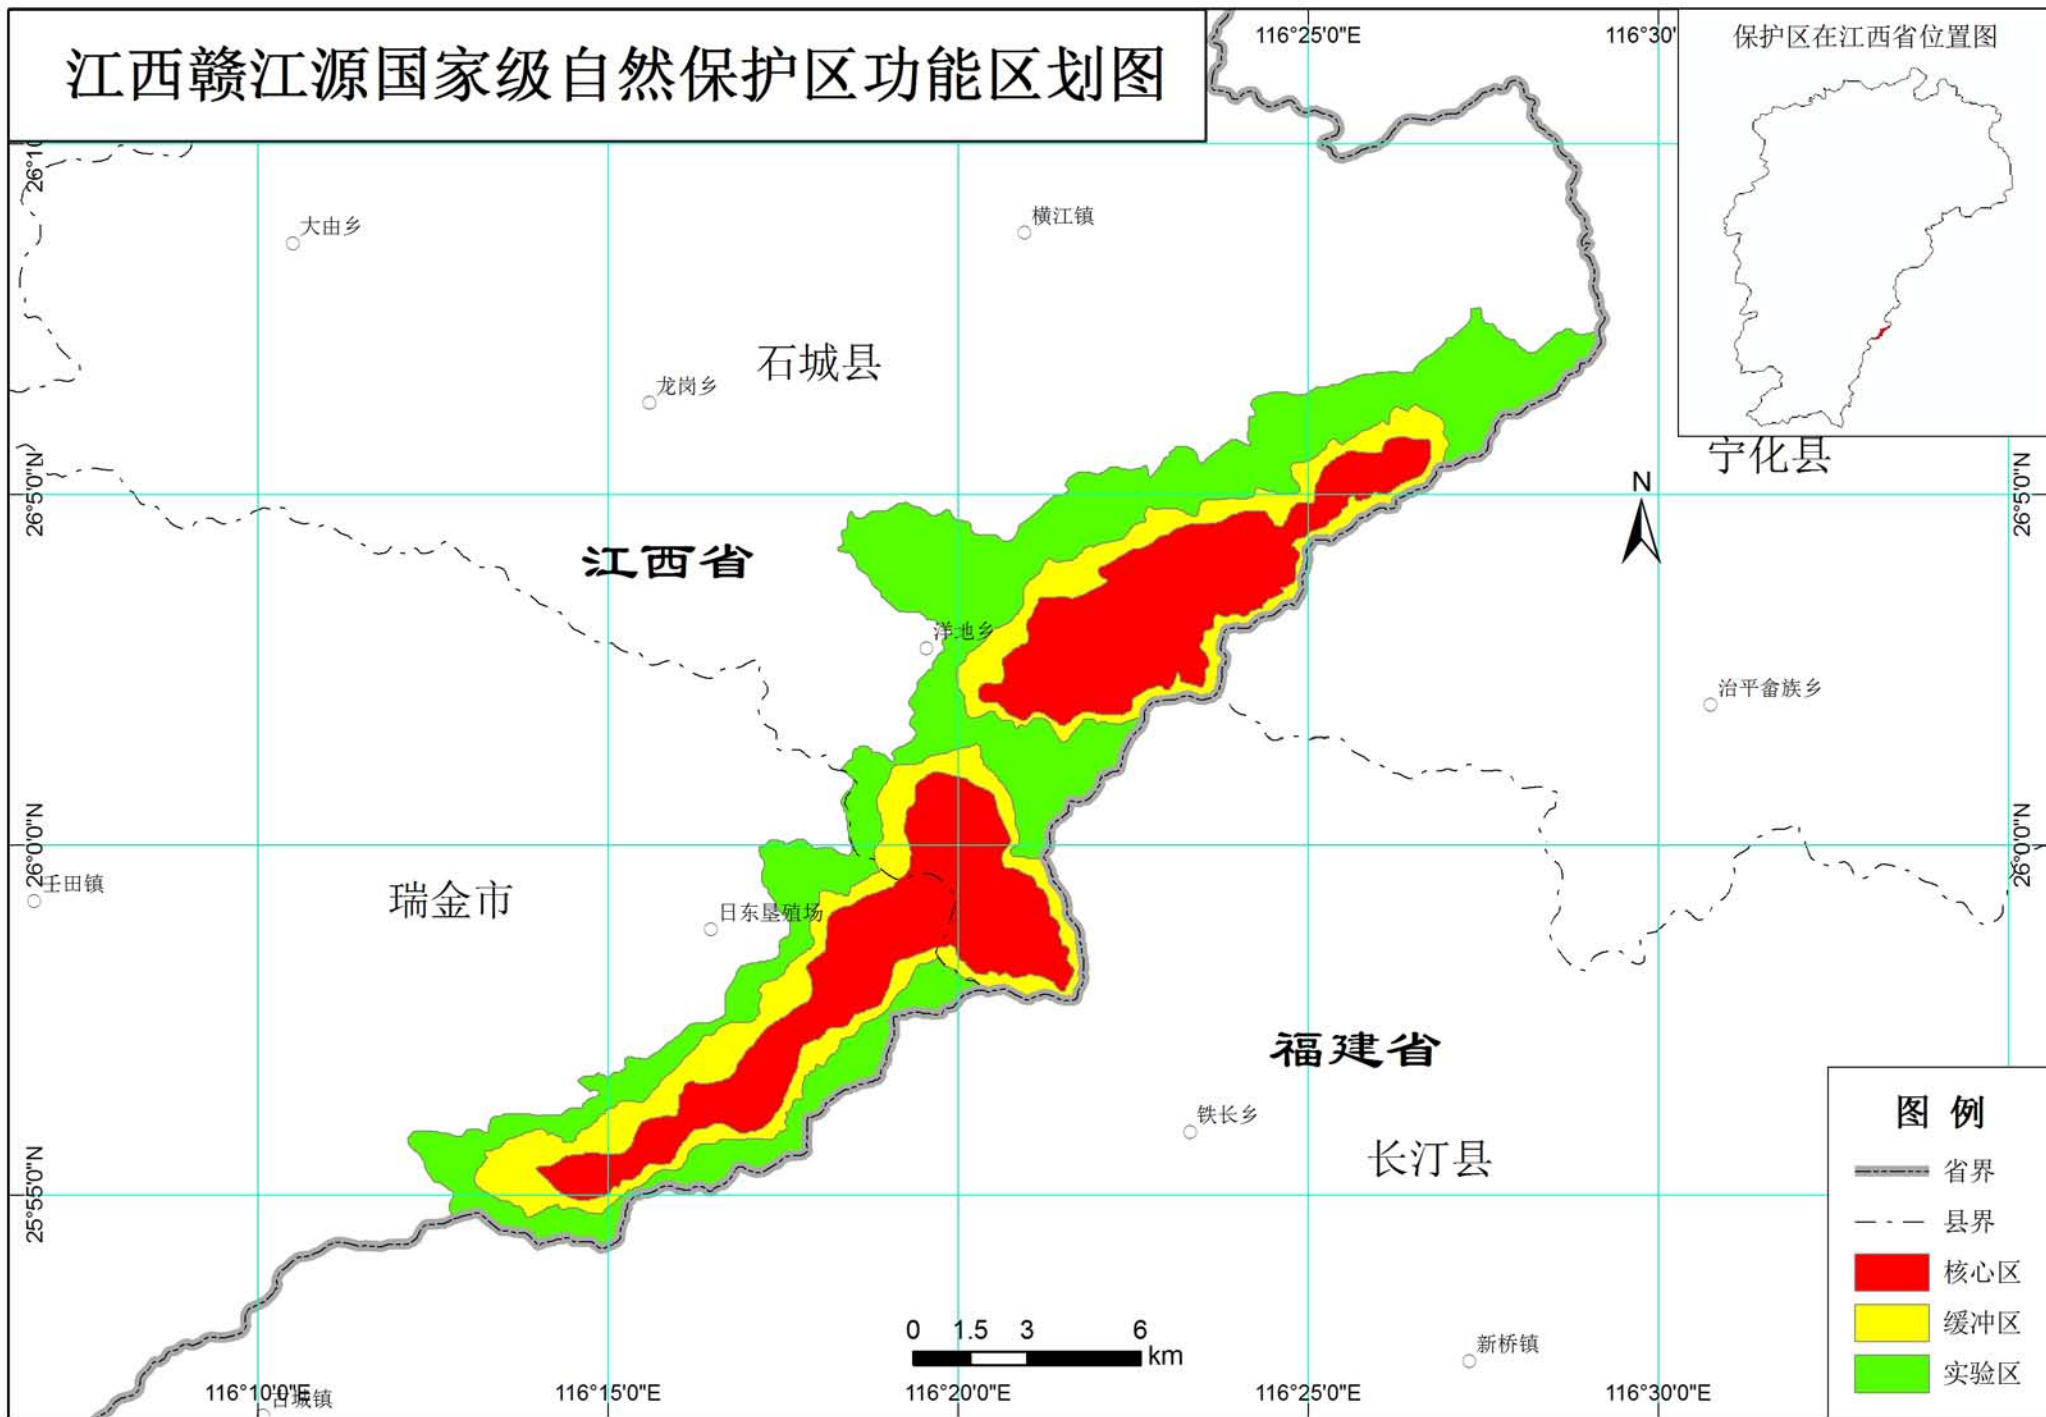 江西赣江源国家级自然保护区功能区划图
116°25'0"E
116°30'
保护区在江西省位置图
大由乡
横江镇
石城县
龙岗乡
宁化县
26°5'0"N
26°5'0"N
N
江西省
洋地乡
治平畲族乡
26°0'0"N
26°0'0"N
壬田镇
瑞金市
日东垦殖场
福建省
铁长乡
长汀县
25°55'0"N
图 例
省界
县界
核心区
缓冲区
实验区
0 1.5 3 6
km
新桥镇
116°10'0"E
116°15'0"E
116°20'0"E
116°25'0"E
116°30'0"E
古城镇